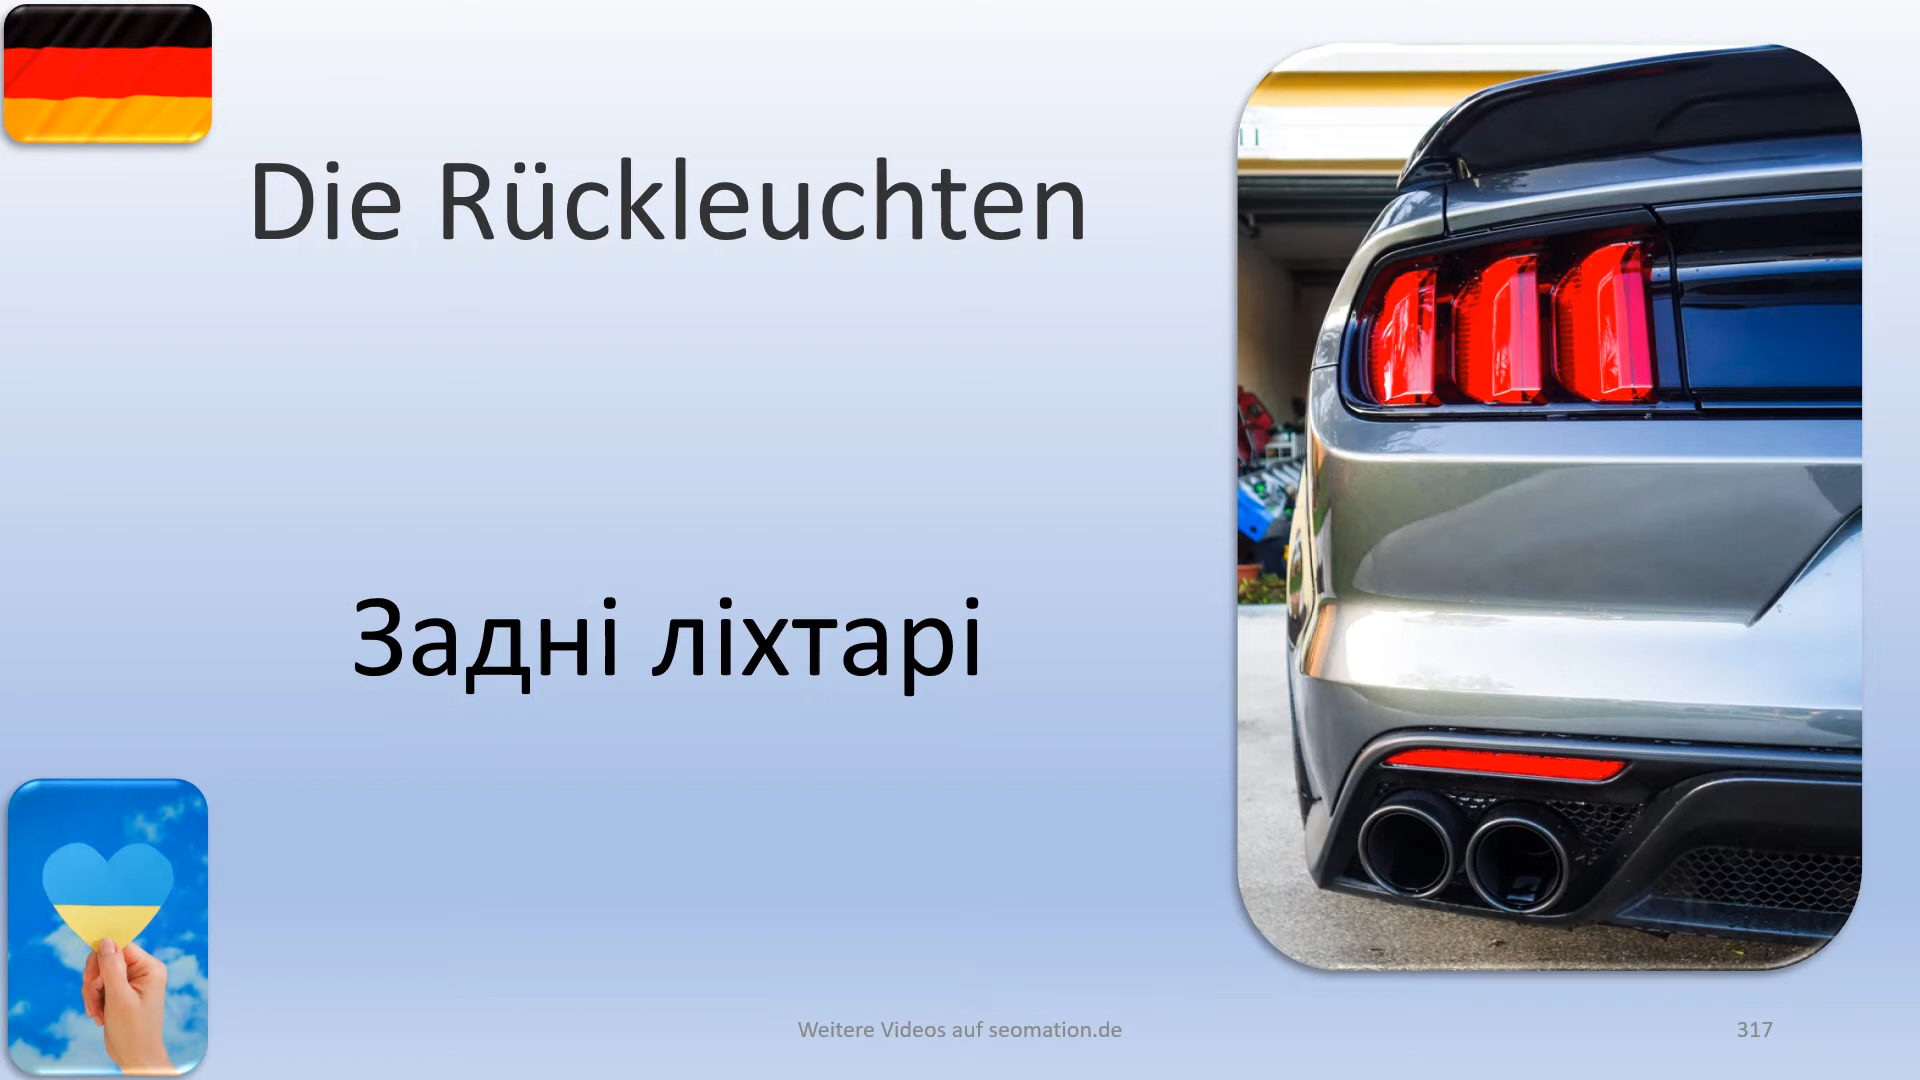 Die Rückleuchten
Задні ліхтарі
Weitere Videos auf seomation.de
317